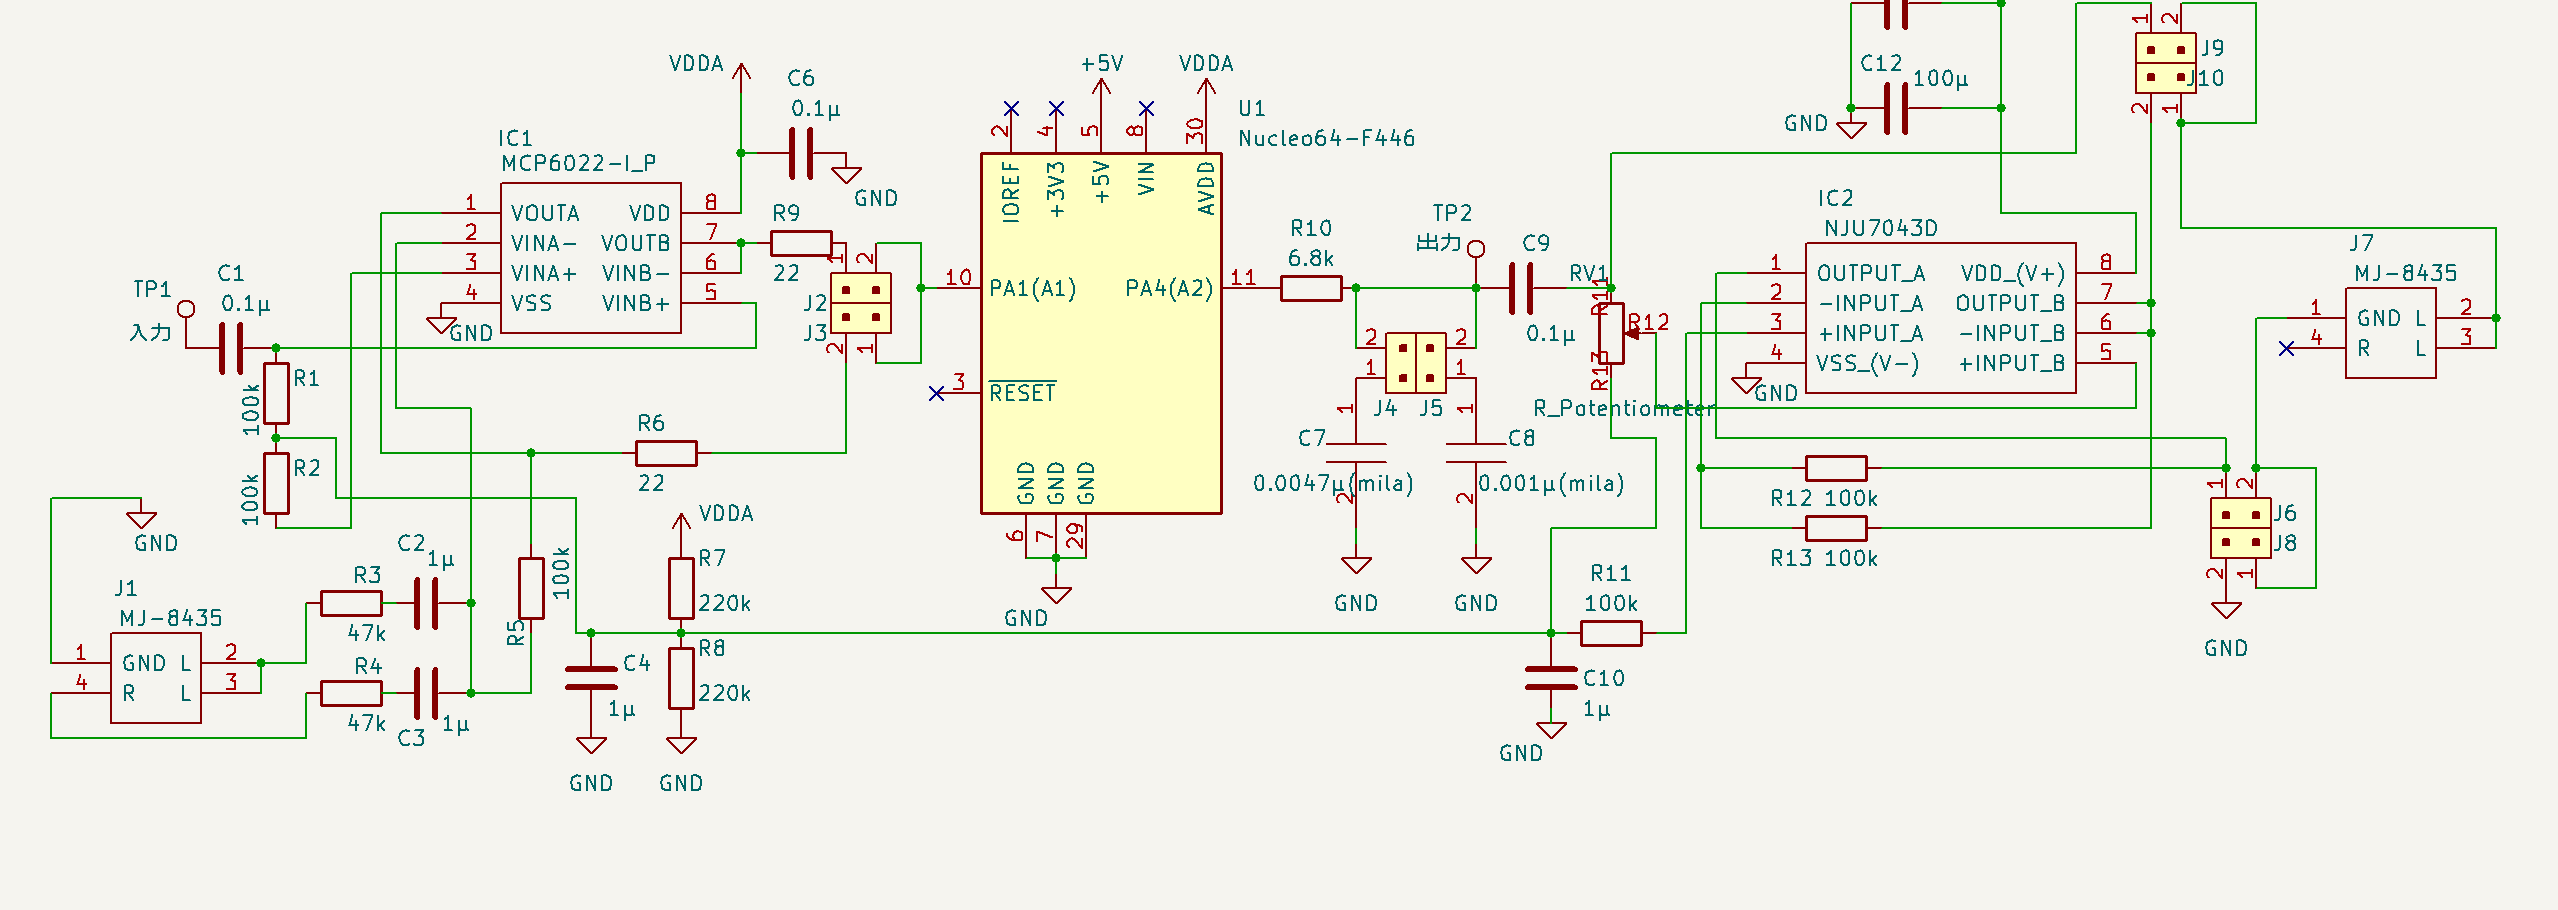 VDDA
C6
0.1μ
IC1
MCP6022-I_P
1
2
3
4
VOUTA
VINA-
VINA+
VSS
VDD
VOUTB
VINB-
VINB+
8
7
6
5
GND
GND
R9
22
1
2
J2
J3
2
1
TP1
入力
C1
0.1μ
R1
100k
R2
100k
GND
R6
22
J1
MJ-8435
1
4
GND
R
L
L
2
3
R3
47k
C2
1μ
R4
47k
C3
1μ
R5
100k
VDDA
R7
220k
R8
220k
C4
1μ
GND
GND
+5V
VDDA
2
4
5
8
30
U1
Nucleo64-F446
IOREF
+3V3
+5V
VIN
AVDD
10
PA1(A1)
PA4(A2)
11
3
RESET
GND
GND
GND
6
7
29
GND
R10
6.8k
TP2
出力
C9
0.1μ
2
2
1
1
J4
J5
1
1
C7
0.0047μ(mila)
2
C8
0.001μ(mila)
2
GND
GND
RV1
R11
R12
R13
R_Potentiometer
R11
100k
C10
1μ
GND
C12
100μ
GND
1
2
J9
J10
2
1
IC2
NJU7043D
1
2
3
4
OUTPUT_A
-INPUT_A
+INPUT_A
VSS_(V-)
VDD_(V+)
OUTPUT_B
-INPUT_B
+INPUT_B
8
7
6
5
GND
R12 100k
R13 100k
J7
MJ-8435
1
4
GND
R
L
L
2
3
1
2
J6
J8
2
1
GND